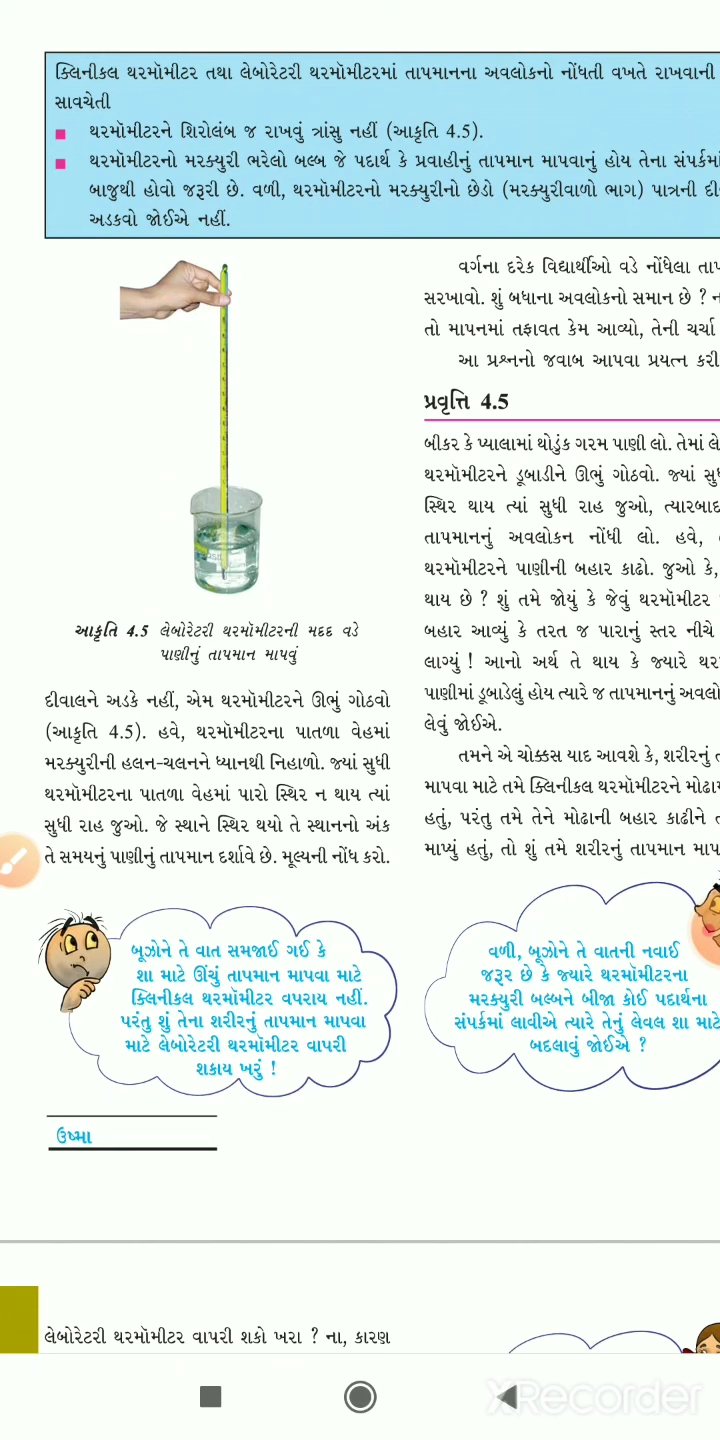 ક્લિનીકલ થરમૉમીટર તથા લેબોરેટરી થરમૉમીટરમાં તાપમાનના અવલોકનો નોંધતી વખતે રાખવાની
સાવચેતી
■ થરમૉમીટરને શિરોલંબ જ રાખવું ત્રાંસુ નહીં (આકૃતિ 4.5).
■ થરમૉમીટરનો મરક્યુરી ભરેલો બલ્બ જે પદાર્થ કે પ્રવાહીનું તાપમાન માપવાનું હોય તેના સંપર્કમાં
બાજુથી હોવો જરૂરી છે. વળી, થરમૉમીટરનો મરક્યુરીનો છેડો (મરક્યુરીવાળો ભાગ) પાત્રની
અડકવો જોઈએ નહીં.
આકૃતિ 4.5 લેબોરેટરી થરમૉમીટરની મદદ વડે
પાણીનું તાપમાન માપવું
દીવાલને અડકે નહીં, એમ થરમૉમીટરને ઊભું ગોઠવો
(આકૃતિ 4.5). હવે, થરમૉમીટરના પાતળા વેહમાં
મરક્યુરીની હલન-ચલનને ધ્યાનથી નિહાળો. જ્યાં સુધી
થરમૉમીટરના પાતળા વેહમાં પારો સ્થિર ન થાય ત્યાં
સુધી રાહ જુઓ. જે સ્થાને સ્થિર થયો તે સ્થાનનો અંક
તે સમયનું પાણીનું તાપમાન દર્શાવે છે. મૂલ્યની નોંધ કરો.
બૂઝોને તે વાત સમજાઈ ગઈ કે
શા માટે ઊંચું તાપમાન માપવા માટે
ક્લિનીકલ થરમૉમીટર વપરાય નહીં.
પરંતુ શું તેના શરીરનું તાપમાન માપવા
માટે લેબોરેટરી થરમૉમીટર વાપરી
શકાય ખરું !
વર્ગના દરેક વિદ્યાર્થીઓ વડે નોંધેલા
સરખાવો. શું બધાના અવલોકનો સમાન છે ?
તો માપનમાં તફાવત કેમ આવ્યો, તેની ચર્ચા
આ પ્રશ્નનો જવાબ આપવા પ્રયત્ન કરી
પ્રવૃત્તિ 4.5
બીકર કે પ્યાલામાં થોડુંક ગરમ પાણી લો. તેમાં
થરમૉમીટરને ડૂબાડીને ઊભું ગોઠવો. જ્યાં
સ્થિર થાય ત્યાં સુધી રાહ જુઓ, ત્યારબાદ
તાપમાનનું અવલોકન નોંધી લો. હવે,
થરમૉમીટરને પાણીની બહાર કાઢો. જુઓ કે,
થાય છે ? શું તમે જોયું કે જેવું થરમૉમીટર
બહાર આવ્યું કે તરત જ પારાનું સ્તર નીચે
લાગ્યું ! આનો અર્થ તે થાય કે જ્યારે
પાણીમાં ડૂબાડેલું હોય ત્યારે જ તાપમાનનું
લેવું જોઈએ.
તમને એ ચોક્કસ યાદ આવશે કે, શરીરનું
માપવા માટે તમે ક્લિનીકલ થરમૉમીટરને
હતું, પરંતુ તમે તેને મોઢાની બહાર કાઢીને
માપ્યું હતું, તો શું તમે શરીરનું તાપમાન
વળી, બૂઝોને તે વાતની નવાઈ
જરૂર છે કે જ્યારે થરમૉમીટરના
મરક્યુરી બલ્બને બીજા કોઈ પદાર્થના
સંપર્કમાં લાવીએ ત્યારે તેનું લેવલ શા માટે
બદલાવું જોઈએ ?
ઉષ્મા
લેબોરેટરી થરમૉમીટર વાપરી શકો ખરા ? ના, કારણ
XRecorder